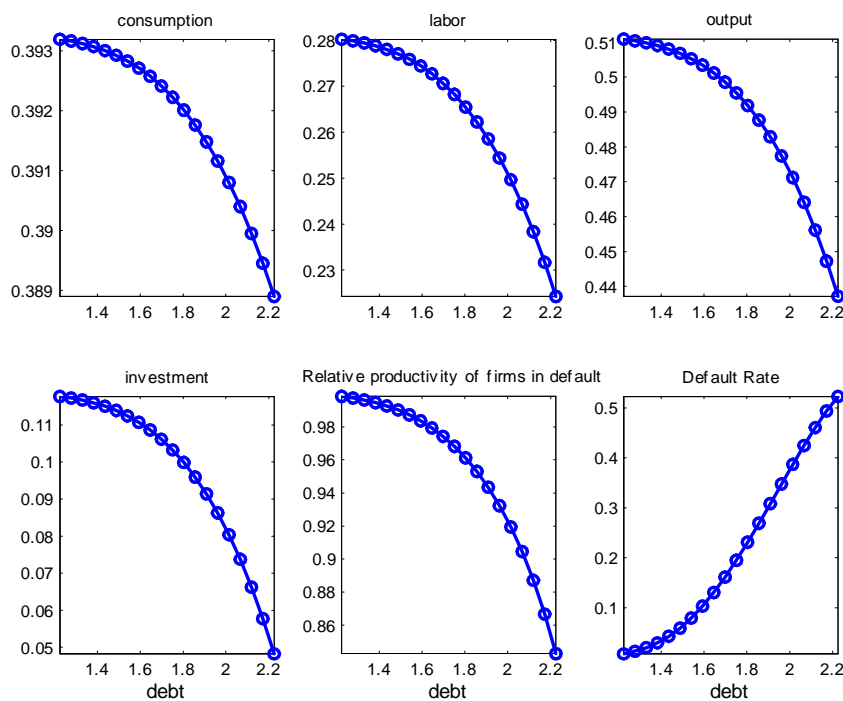 consumption
0.393
0.392
0.391
0.39
0.389
1.4 1.6 1.8 2 2.2
labor
0.28
0.27
0.26
0.25
0.24
0.23
1.4 1.6 1.8 2 2.2
output
0.51
0.5
0.49
0.48
0.47
0.46
0.45
0.44
1.4 1.6 1.8 2 2.2
investment
0.11
0.1
0.09
0.08
0.07
0.06
0.05
1.4 1.6 1.8 2 2.2
debt
Relative productivity of firms in default
0.98
0.96
0.94
0.92
0.9
0.88
0.86
1.4 1.6 1.8 2 2.2
debt
Default Rate
0.5
0.4
0.3
0.2
0.1
1.4 1.6 1.8 2 2.2
debt